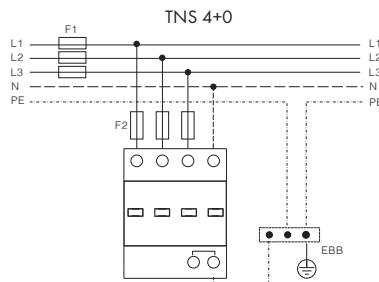 TNS 4+0
F1
L1 L1
L2 L2
L3 L3
N N
PE PE
F2
EBB